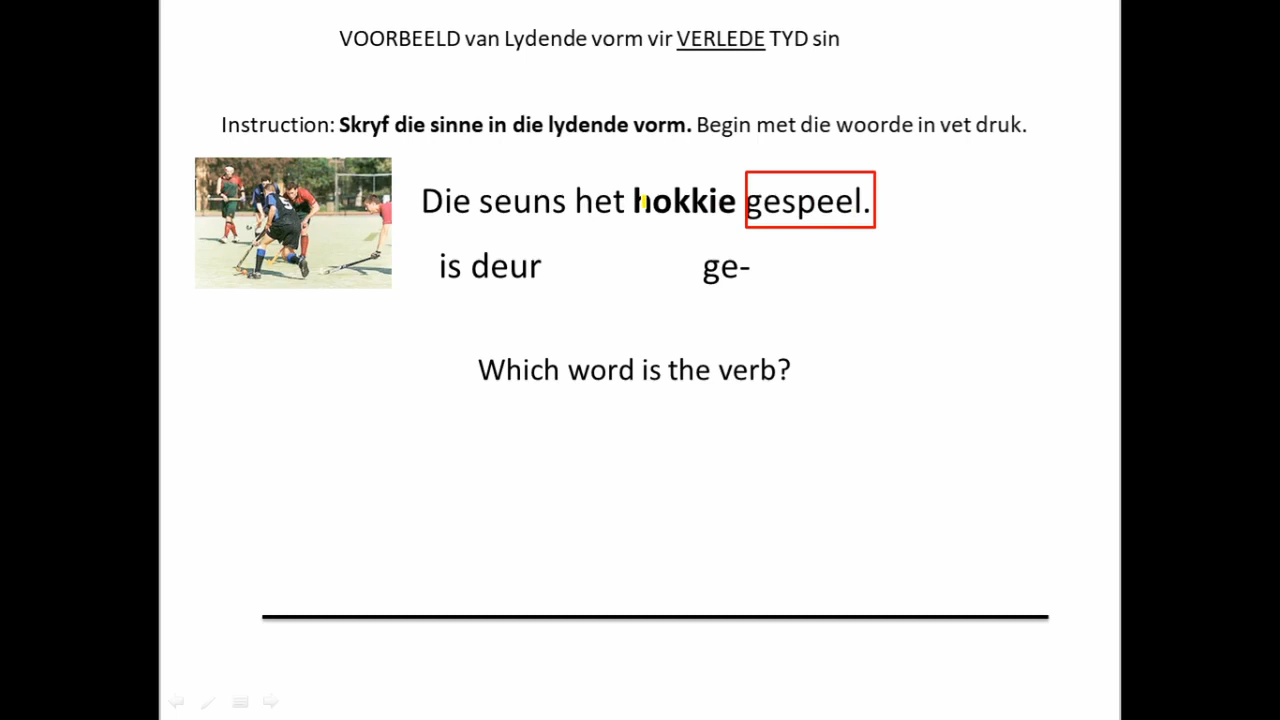 VOORBEELD van Lydende vorm vir VERLEDE TYD sin
Instruction: Skryf die sinne in die lydende vorm. Begin met die woorde in vet druk.
Die seuns het hokkie gespeel.
is deur ge-
Which word is the verb?